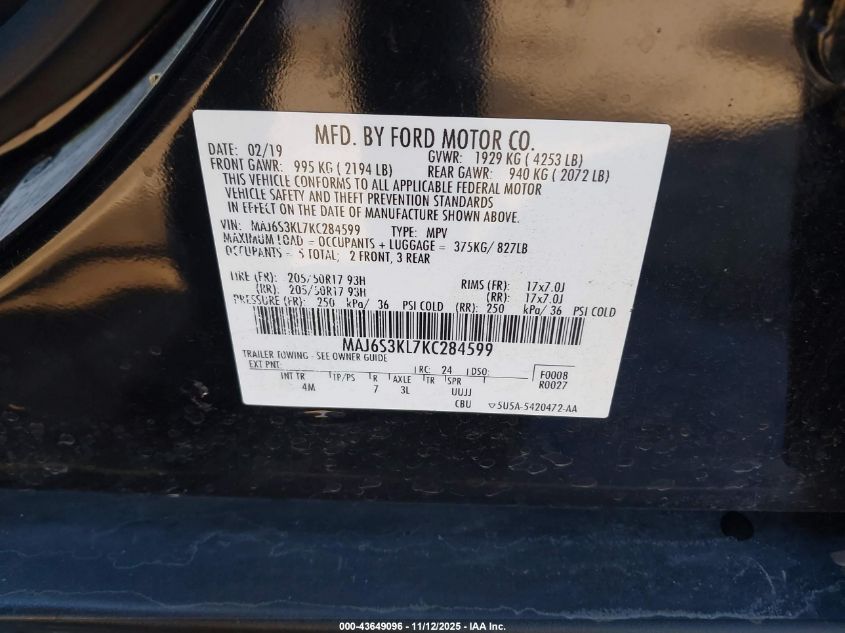 MFD. BY FORD MOTOR CO.
DATE: 02/19 GVWR: 1929 KG ( 4253 LB)
FRONT GAWR: 995 KG ( 2194 LB) REAR GAWR: 940 KG ( 2072 LB)
THIS VEHICLE CONFORMS TO ALL APPLICABLE FEDERAL MOTOR
VEHICLE SAFETY AND THEFT PREVENTION STANDARDS
IN EFFECT ON THE DATE OF MANUFACTURE SHOWN ABOVE.
VIN: MAJ6S3KL7KC284599 TYPE: MPV
MAXIMUM LOAD = OCCUPANTS + LUGGAGE = 375KG/ 827LB
OCCUPANTS = 5 TOTAL; 2 FRONT, 3 REAR
TIRE (FR): 205/50R17 93H RIMS (FR): 17x7.0J
(RR): 205/50R17 93H (RR): 17x7.0J
PRESSURE (FR): 250 kPa/ 36 PSI COLD (RR): 250 kPa/ 36 PSI COLD
MAJ6S3KL7KC284599
TRAILER TOWING - SEE OWNER GUIDE
EXT PNT: RC: 24 DSO: F0008
INT TR TP/PS R AXLE TR SPR R0027
4M 7 3L UUJJ
CBU ▽5U5A-5420472-AA
000-43649096 - 11/12/2025 - IAA Inc.